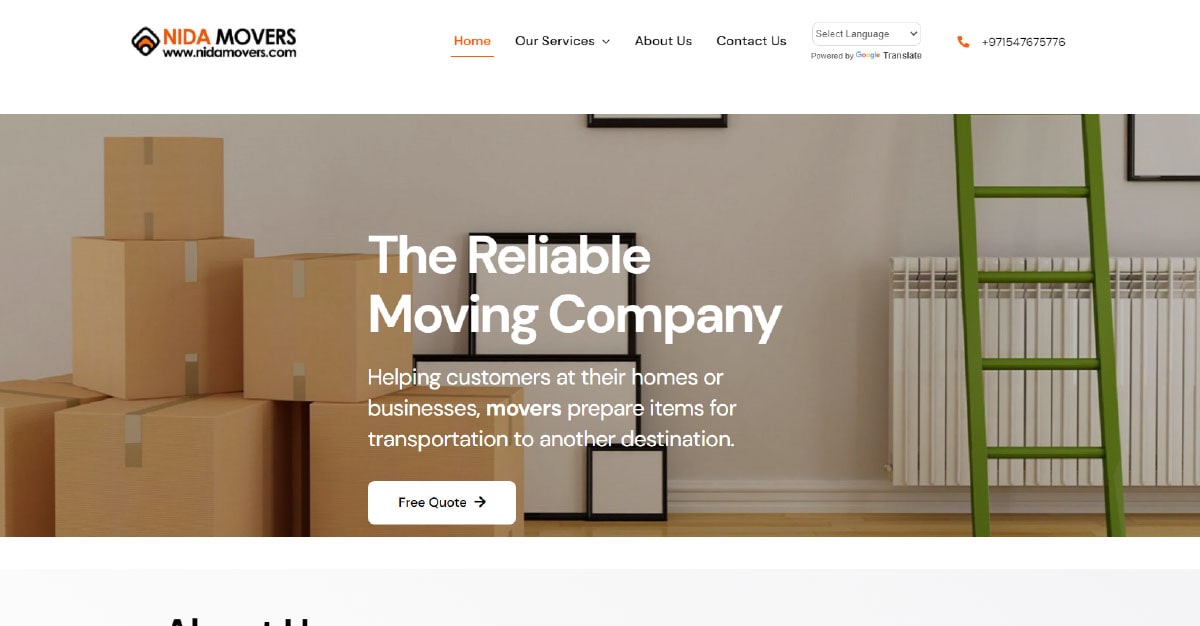 NIDA MOVERS
www.nidamovers.com
Home
Our Services
About Us
Contact Us
Select Language
Powered by Google Translate
+971547675776
The Reliable
Moving Company
Helping customers at their homes or
businesses, movers prepare items for
transportation to another destination.
Free Quote